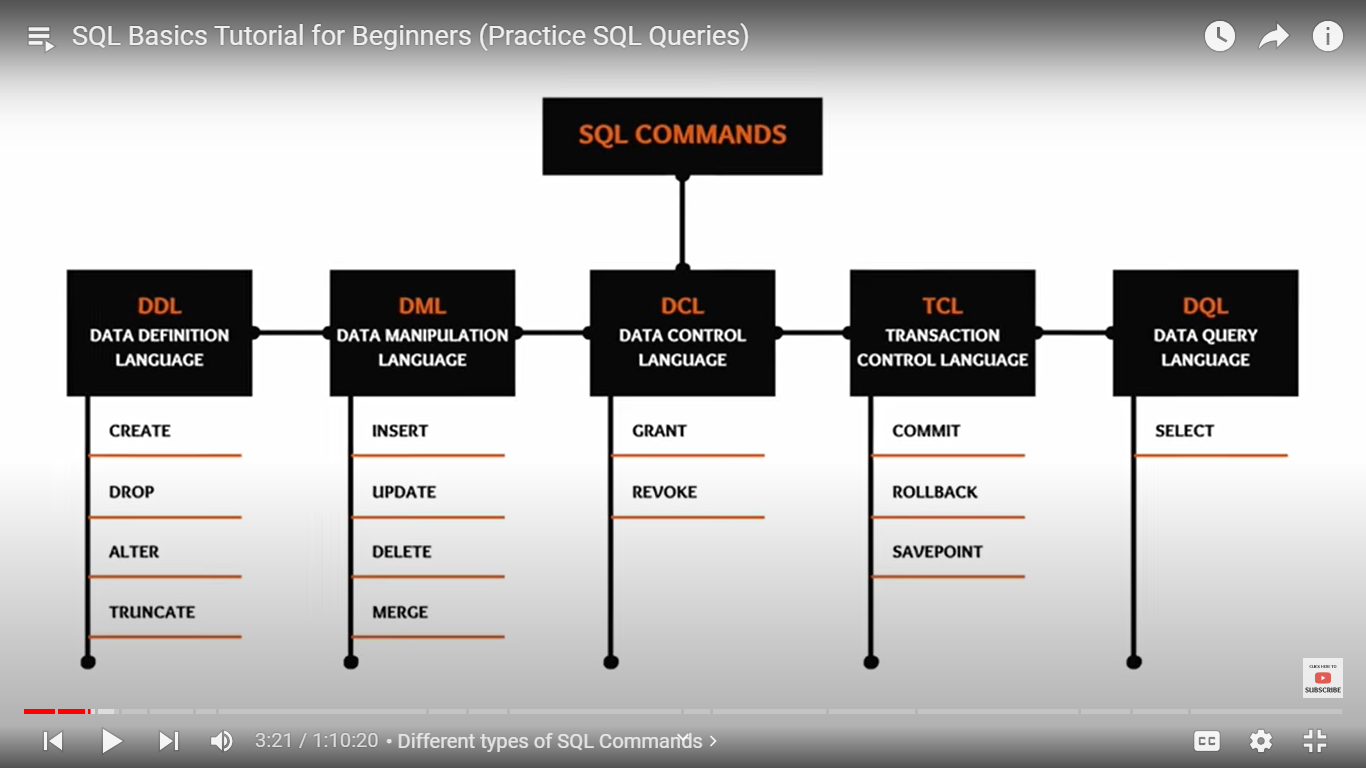 SQL Basics Tutorial for Beginners (Practice SQL Queries)
SQL COMMANDS
DDL
DATA DEFINITION
LANGUAGE
CREATE
DROP
ALTER
TRUNCATE
DML
DATA MANIPULATION
LANGUAGE
INSERT
UPDATE
DELETE
MERGE
DCL
DATA CONTROL
LANGUAGE
GRANT
REVOKE
TCL
TRANSACTION
CONTROL LANGUAGE
COMMIT
ROLLBACK
SAVEPOINT
DQL
DATA QUERY
LANGUAGE
SELECT
CLICK HERE TO
SUBSCRIBE
3:21 / 1:10:20 • Different types of SQL Commands
CC